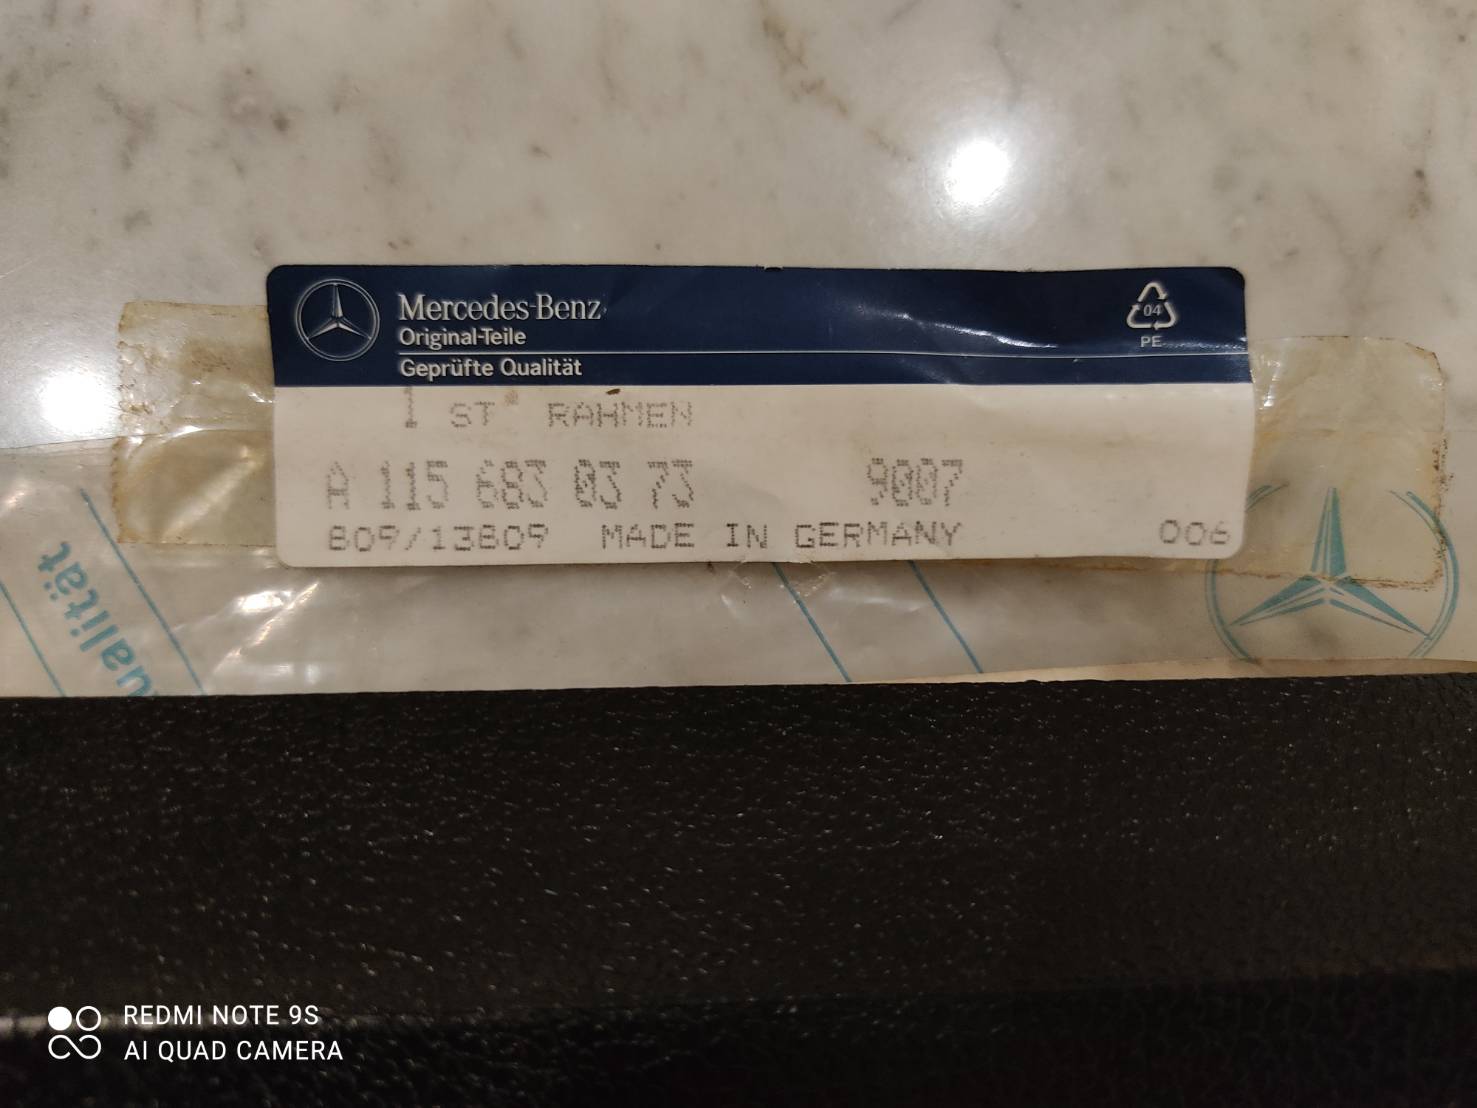 Mercedes-Benz
Original-Teile
Geprüfte Qualität
04
PE
1 ST RAHMEN
A 115 683 03 73 9007
809/13809 MADE IN GERMANY 006
ualität
REDMI NOTE 9S
AI QUAD CAMERA